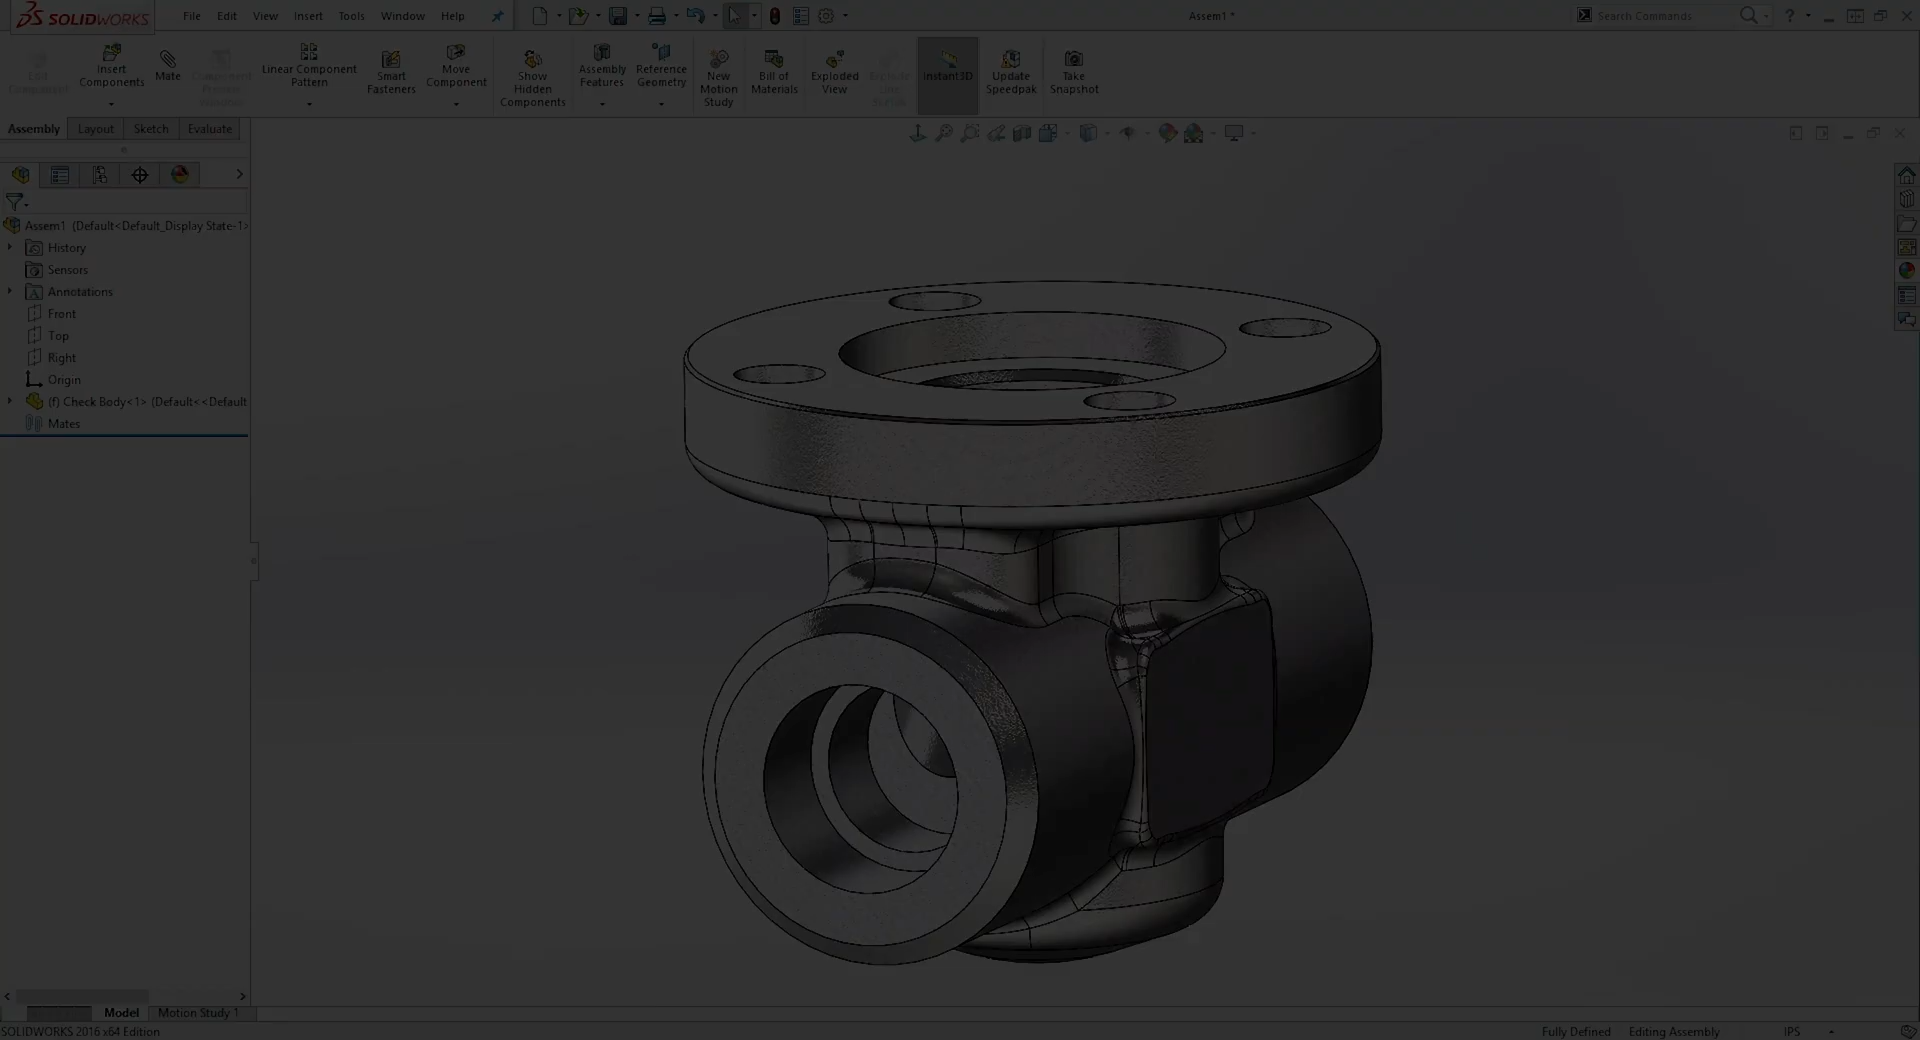 SOLIDWORKS File Edit View Insert Tools Window Help Assem1 * Search Commands ?
Edit Component
Insert Components
Mate
Component Preview Window
Linear Component Pattern
Smart Fasteners
Move Component
Show Hidden Components
Assembly Features
Reference Geometry
New Motion Study
Bill of Materials
Exploded View
Explode Line Sketch
Instant3D
Update Speedpak
Take Snapshot
Assembly Layout Sketch Evaluate
Assem1 (Default<Default_Display State-1>
History
Sensors
Annotations
Front
Top
Right
Origin
(f) Check Body<1> (Default<<Default
Mates
Model Motion Study 1
SOLIDWORKS 2016 x64 Edition Fully Defined Editing Assembly IPS